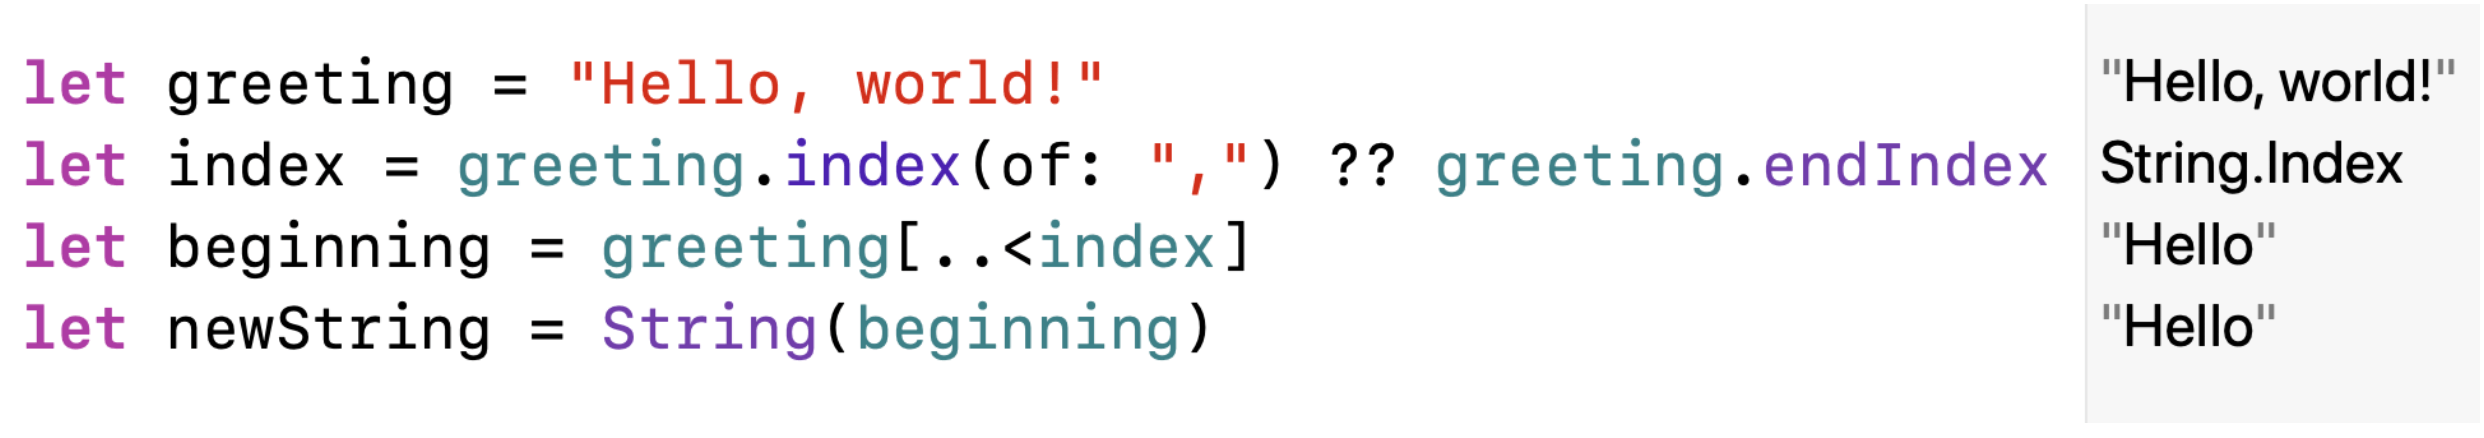 let greeting = "Hello, world!" "Hello, world!"
let index = greeting.index(of: ",") ?? greeting.endIndex String.Index
let beginning = greeting[..<index] "Hello"
let newString = String(beginning) "Hello"